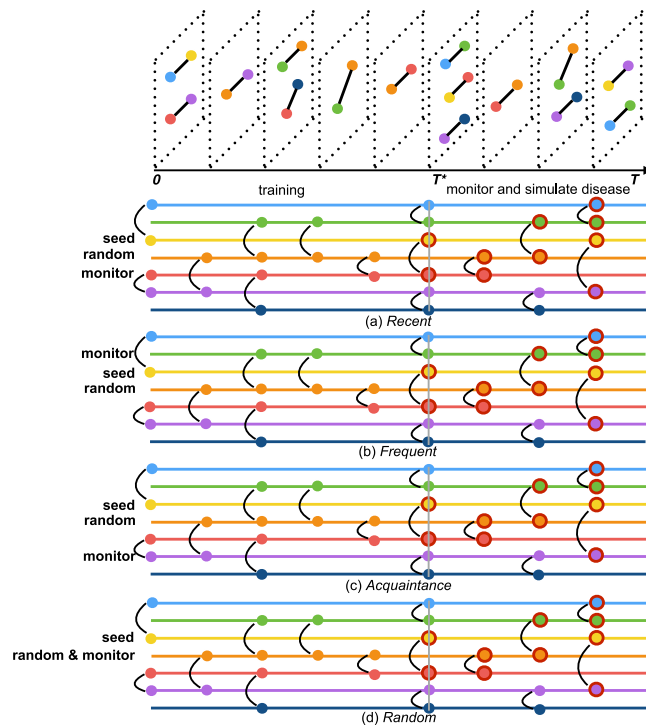 0 T* T
training monitor and simulate disease
seed
random
monitor
(a) Recent
monitor
seed
random
(b) Frequent
seed
random
monitor
(c) Acquaintance
seed
random & monitor
(d) Random